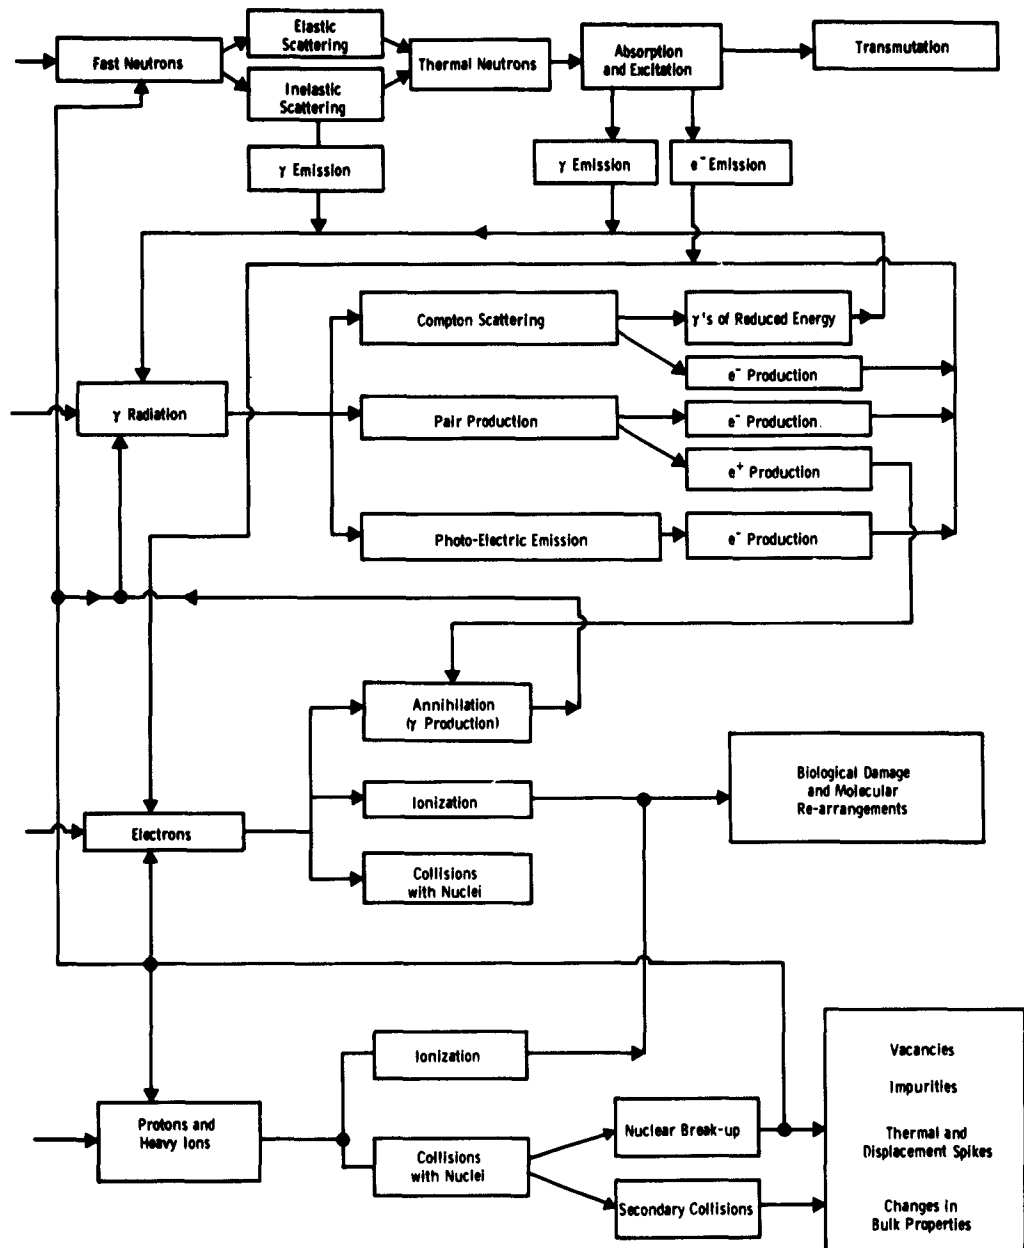 Elastic
Scattering
Fast Neutrons
Inelastic
Scattering
Thermal Neutrons
Absorption
and Excitation
Transmutation
γ Emission
γ Emission
e⁻ Emission
Compton Scattering
γ's of Reduced Energy
e⁻ Production
γ Radiation
Pair Production
e⁻ Production.
e⁺ Production
Photo-Electric Emission
e⁻ Production
Annihilation
(γ Production)
Ionization
Biological Damage
and Molecular
Re-arrangements
Electrons
Collisions
with Nuclei
Ionization
Protons and
Heavy Ions
Collisions
with Nuclei
Nuclear Break-up
Secondary Collisions
Vacancies
Impurities
Thermal and
Displacement Spikes
Changes in
Bulk Properties